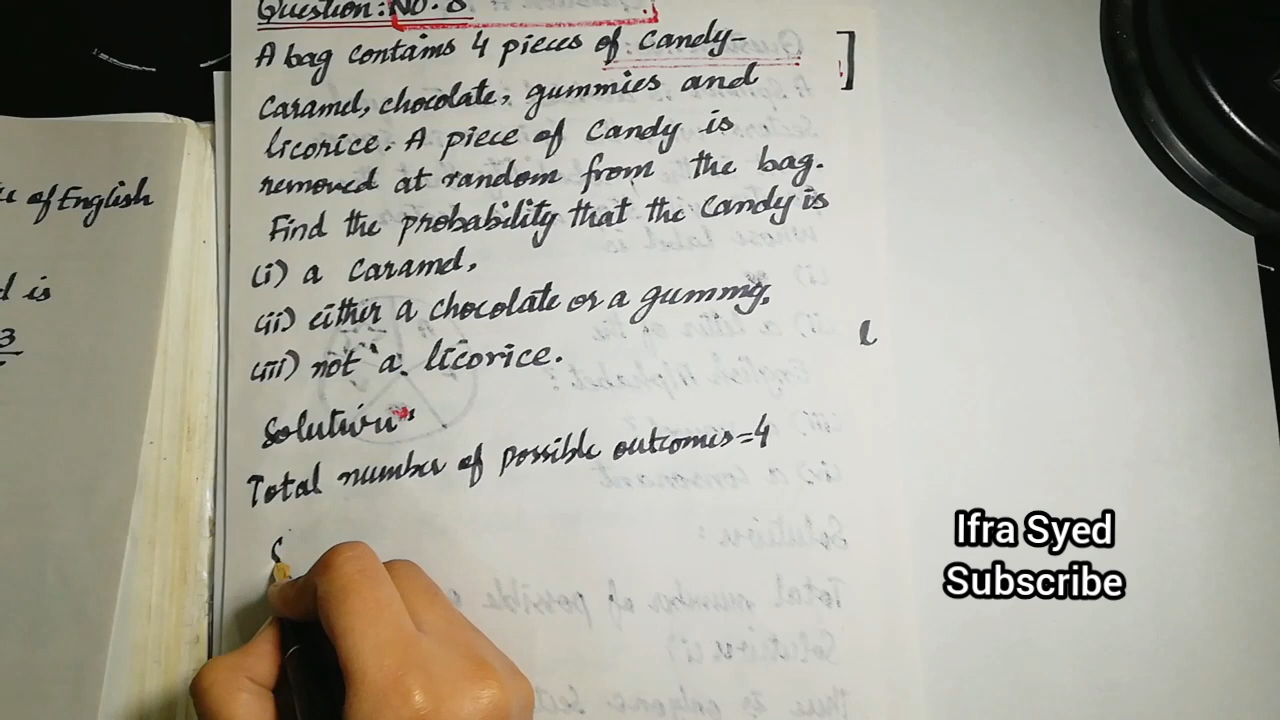 Question: No. 8
A bag contains 4 pieces of Candy-
Caramel, chocolate, gummies and
licorice. A piece of Candy is
removed at random from the bag.
Find the probability that the Candy is
(i) a Caramel,
(ii) either a chocolate or a gummy,
(iii) not a licorice.
Solution:
Total number of possible outcomes=4
S
of English
d is
3
Ifra Syed
Subscribe